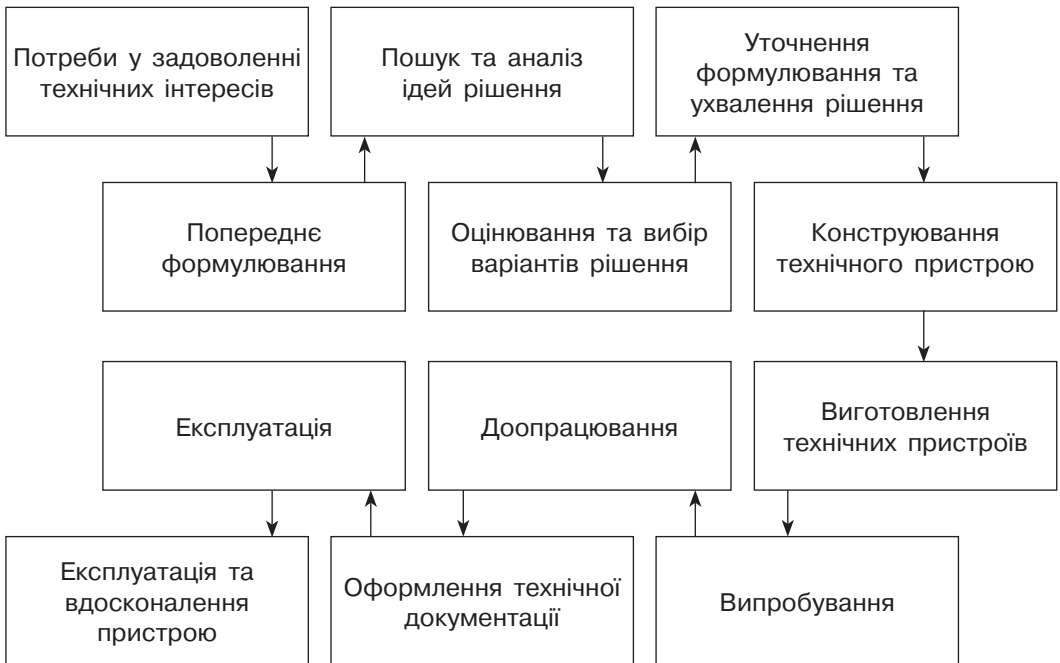 Потреби у задоволенні
технічних інтересів
Пошук та аналіз
ідей рішення
Уточнення
формулювання та
ухвалення рішення
Попереднє
формулювання
Оцінювання та вибір
варіантів рішення
Конструювання
технічного пристрою
Експлуатація
Доопрацювання
Виготовлення
технічних пристроїв
Експлуатація та
вдосконалення
пристрою
Оформлення технічної
документації
Випробування